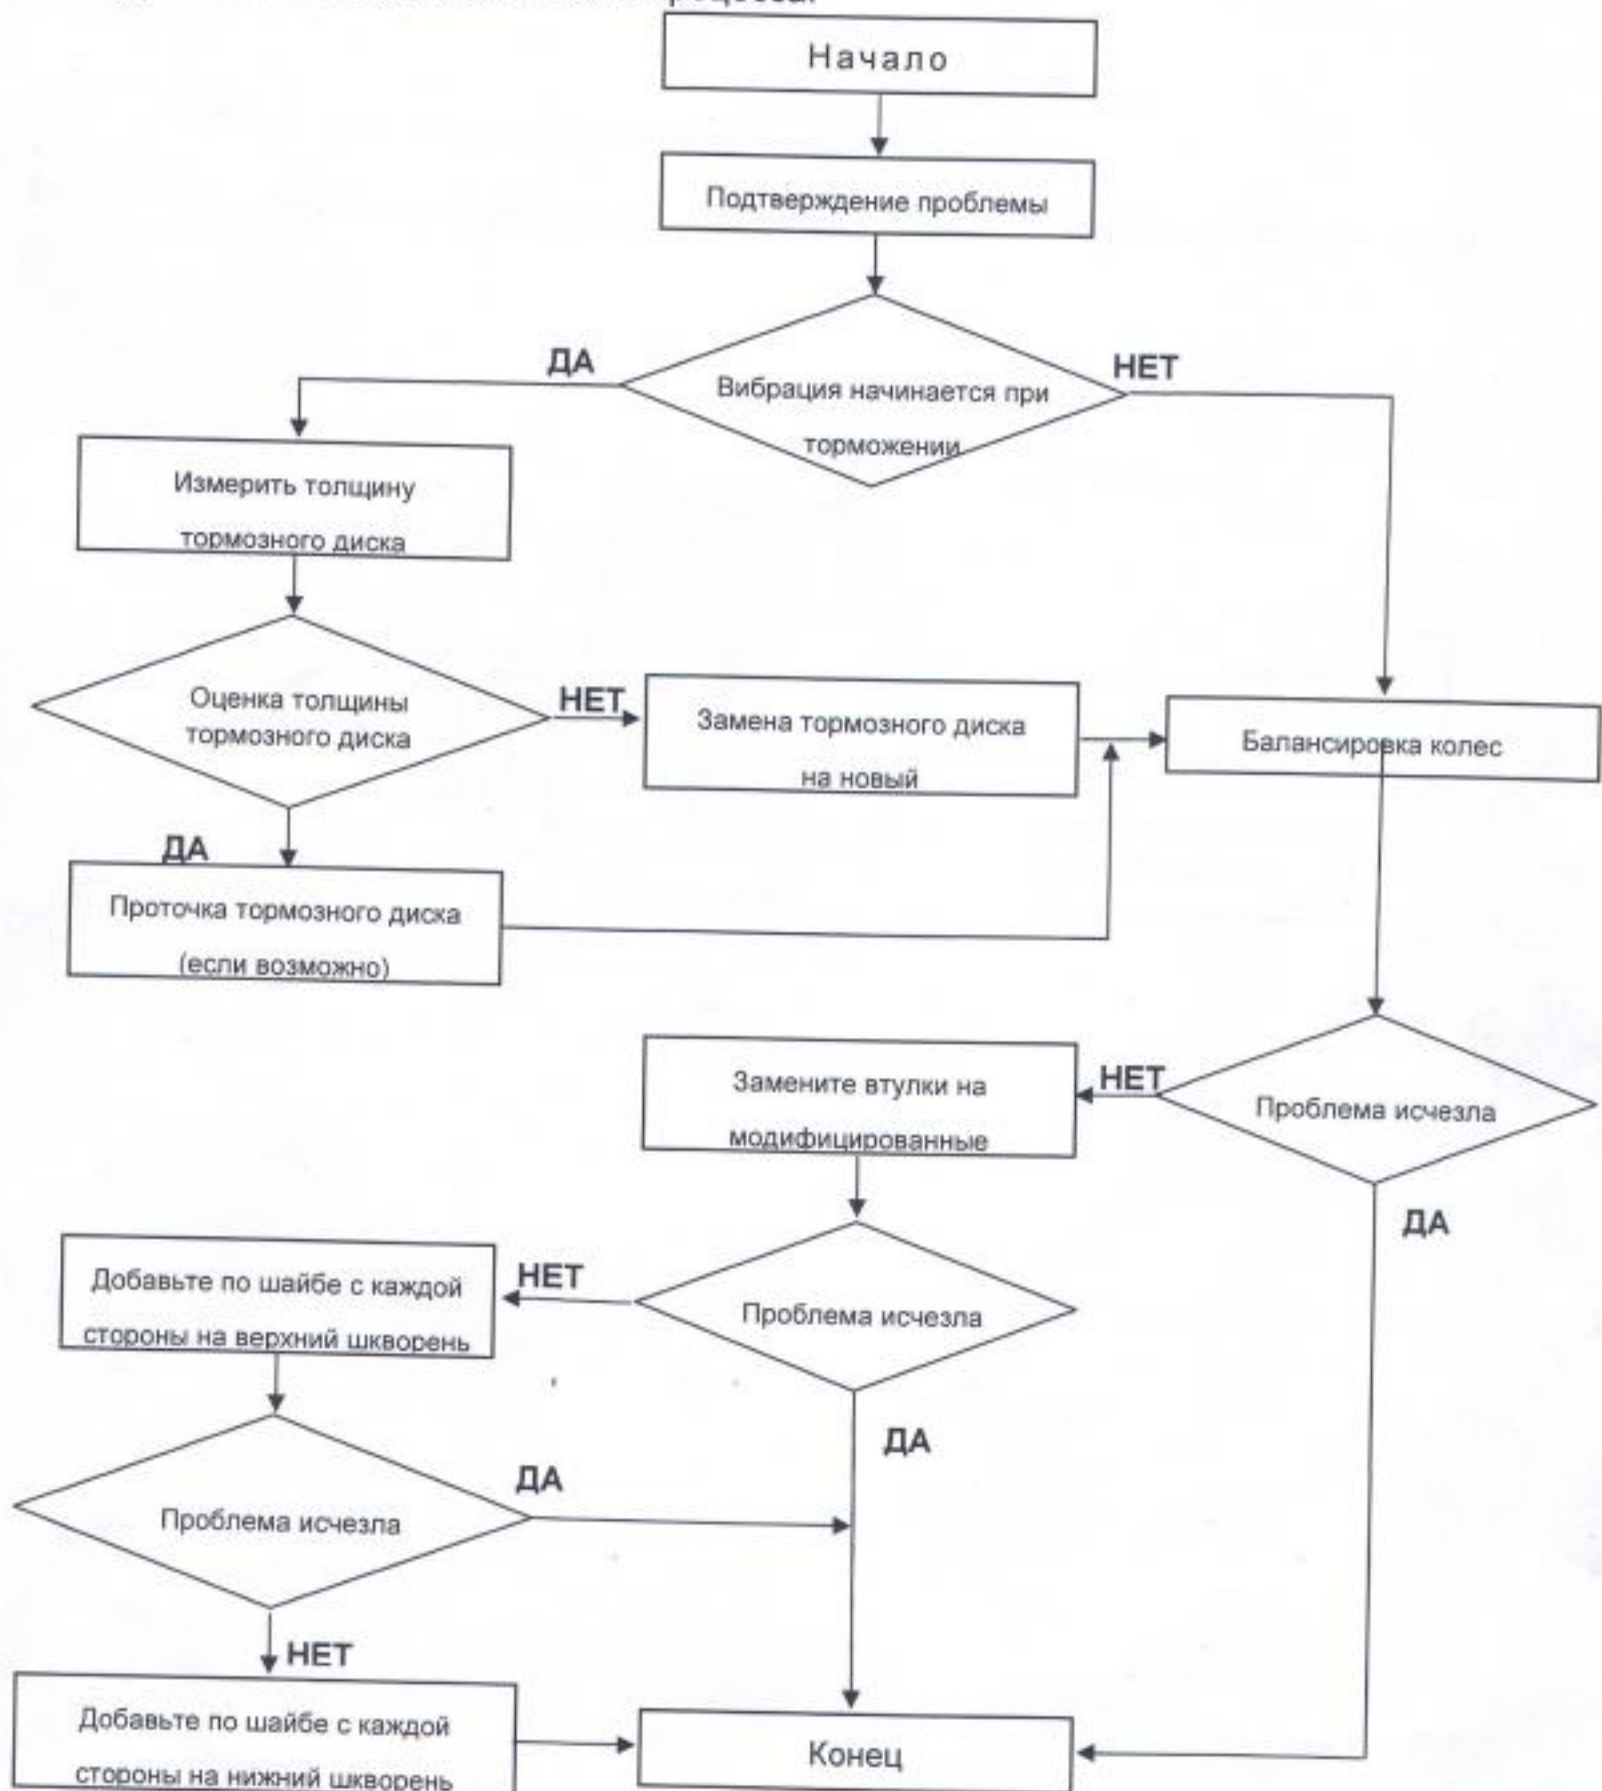 Начало
Подтверждение проблемы
ДА
НЕТ
Вибрация начинается при
торможении
Измерить толщину
тормозного диска
Оценка толщины
тормозного диска
НЕТ
Замена тормозного диска
на новый
Балансировка колес
ДА
Проточка тормозного диска
(если возможно)
Замените втулки на
модифицированные
НЕТ
Проблема исчезла
ДА
Добавьте по шайбе с каждой
стороны на верхний шкворень
НЕТ
Проблема исчезла
ДА
ДА
Проблема исчезла
НЕТ
Добавьте по шайбе с каждой
стороны на нижний шкворень
Конец